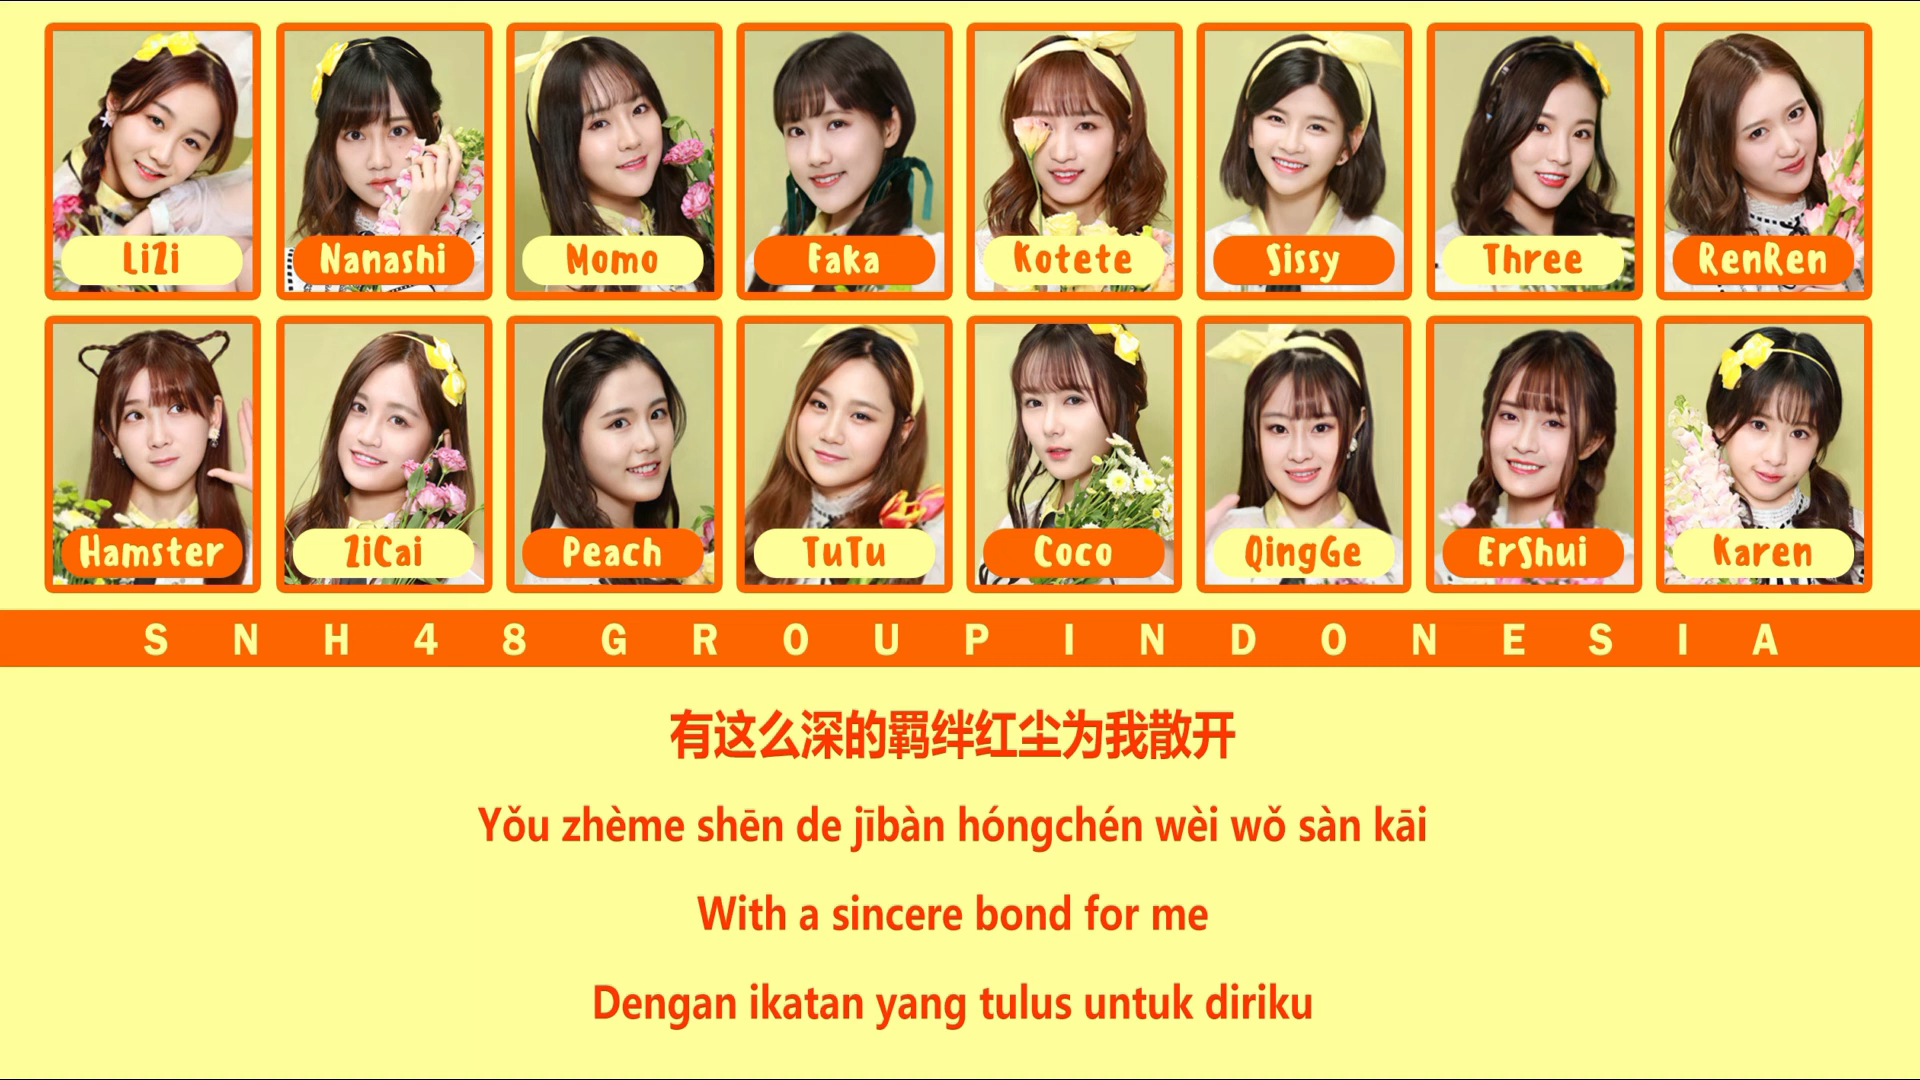 LiZi Nanashi Momo Faka Kotete Sissy Three RenRen
Hamster ZiCai Peach TuTu Coco QingGe ErShui Karen
SNH48GROUPINDONESIA
有这么深的羁绊红尘为我散开
Yǒu zhème shēn de jībàn hóngchén wèi wǒ sàn kāi
With a sincere bond for me
Dengan ikatan yang tulus untuk diriku